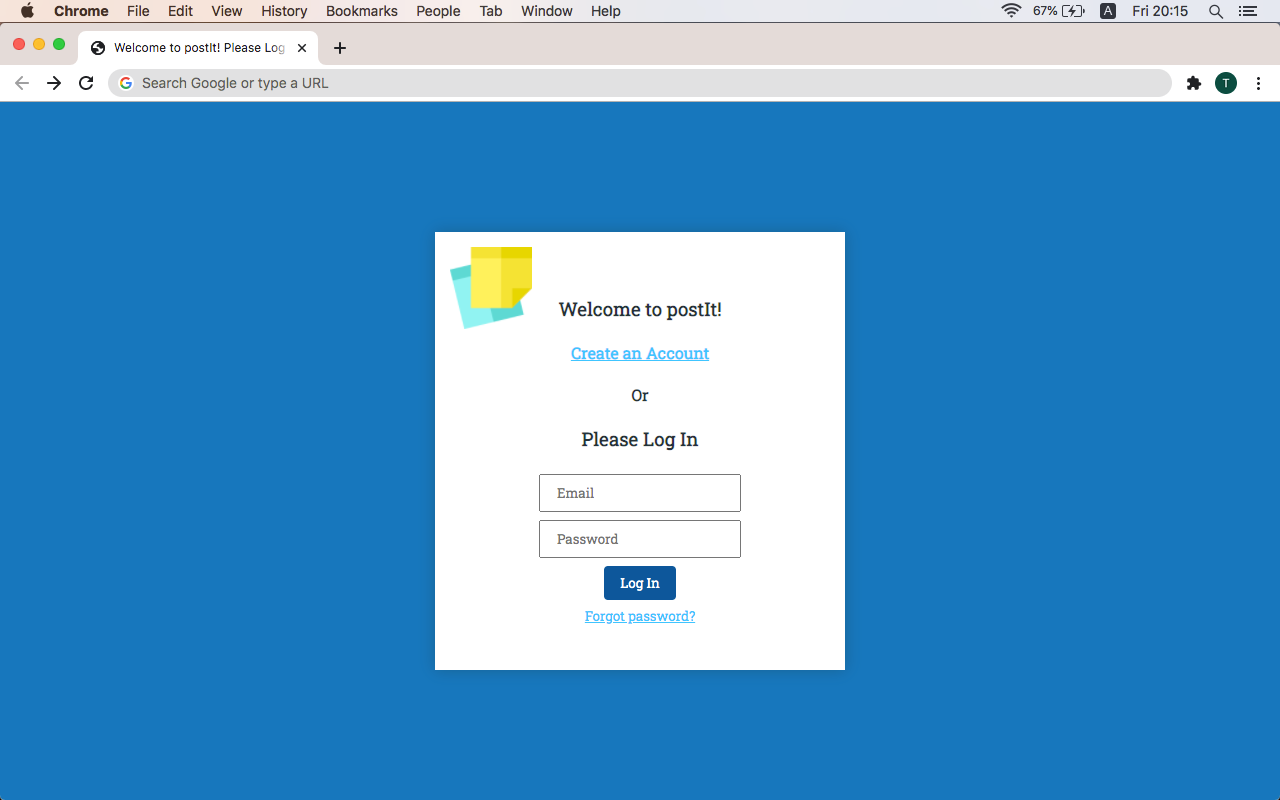 Chrome File Edit View History Bookmarks People Tab Window Help 67% A Fri 20:15
Welcome to postIt! Please Log
Search Google or type a URL T
Welcome to postIt!
Create an Account
Or
Please Log In
Email
Password
Log In
Forgot password?